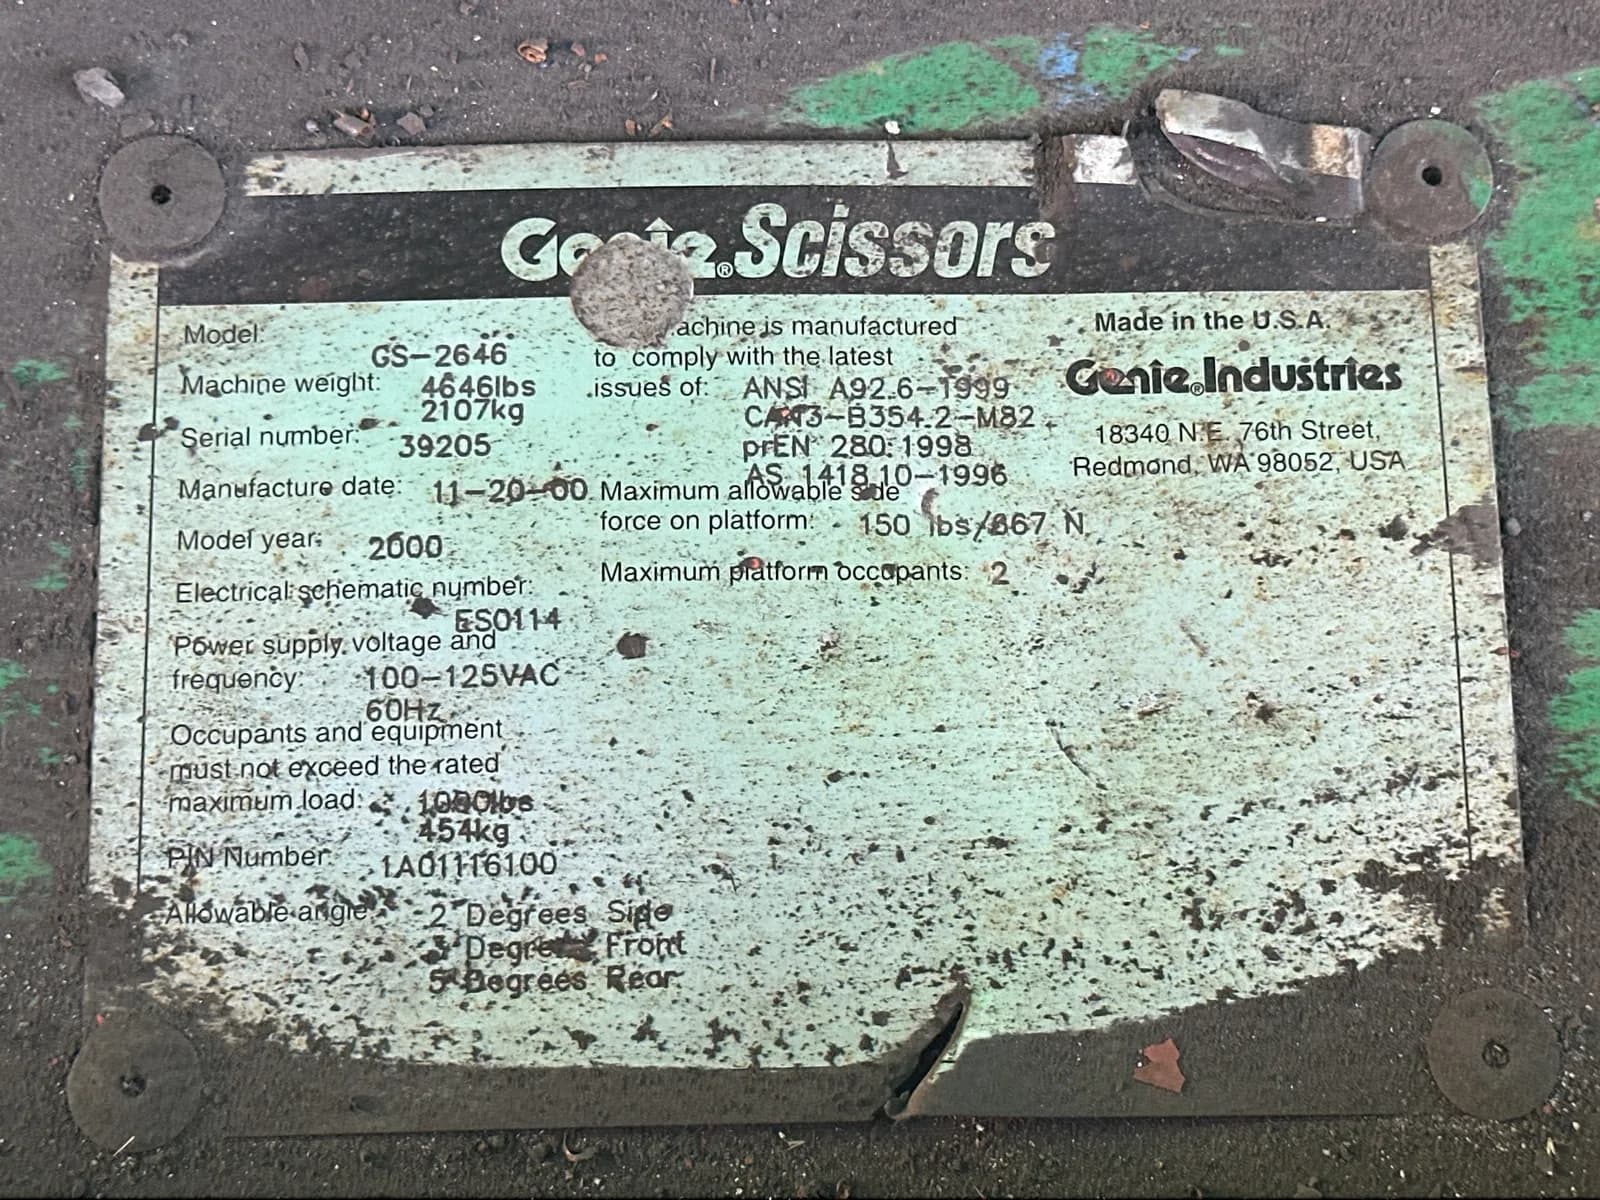 Genie® Scissors
Model
GS-2646
Machine weight: 4646lbs
2107kg
Serial number: 39205
Manufacture date: 11-20-00
Model year: 2000
Electrical schematic number:
ES0114
Power supply voltage and
frequency: 100-125VAC
60Hz
Occupants and equipment
must not exceed the rated
maximum load: 1000lbs
454kg
PIN Number: 1A01116100
Allowable angle: 2 Degrees Side
Degrees Front
5 Degrees Rear
machine is manufactured
to comply with the latest
issues of: ANSI A92.6-1999
CAN3-B354.2-M82
prEN 280:1998
AS 1418.10-1996
Maximum allowable side
force on platform: 150 lbs/667 N
Maximum platform occupants: 2
Made in the U.S.A.
Genie® Industries
18340 N.E. 76th Street,
Redmond, WA 98052, USA